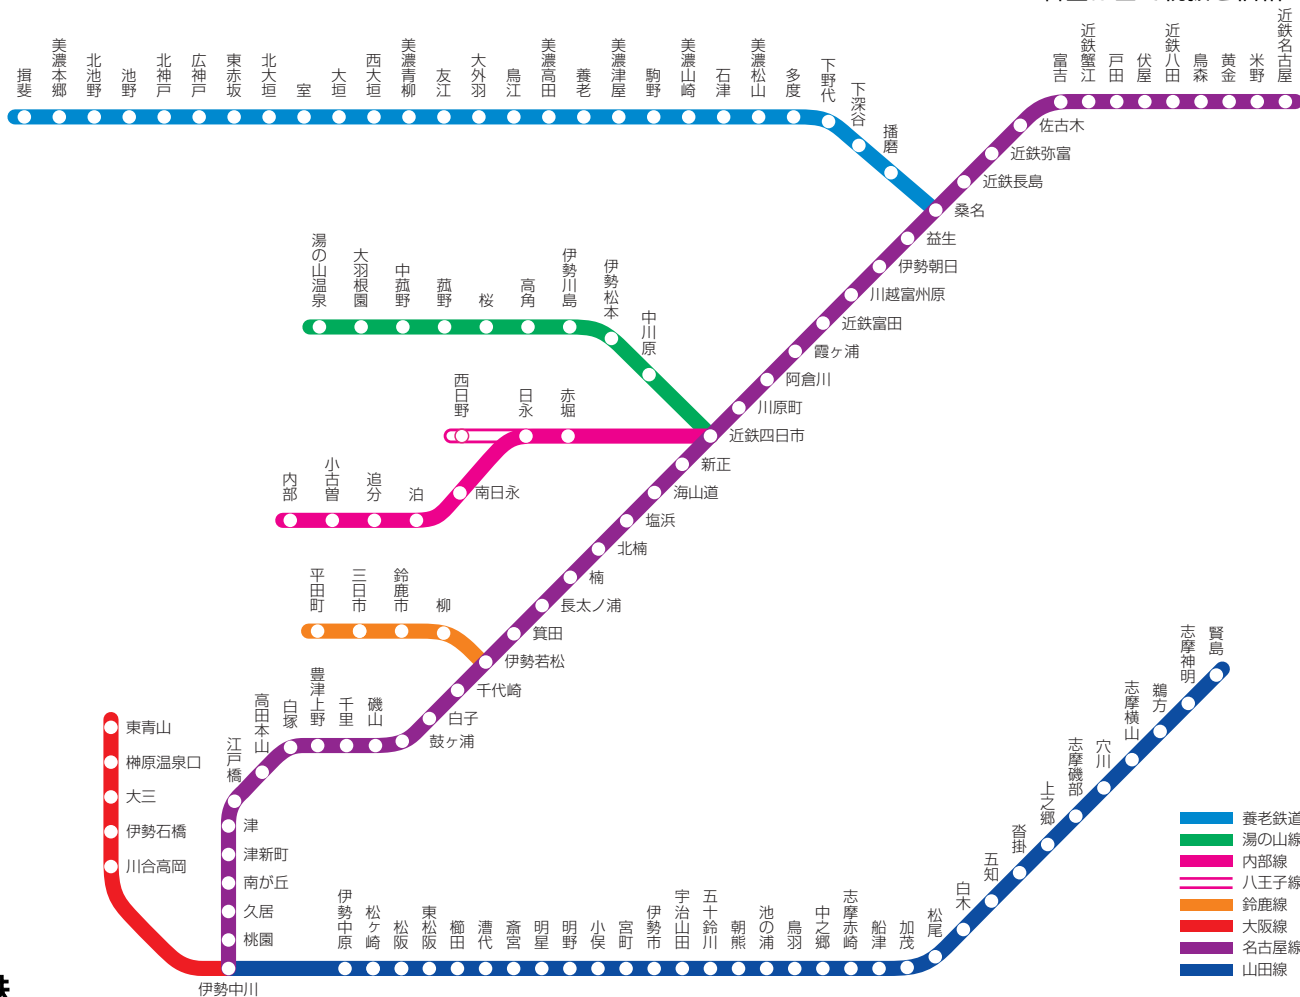 揖斐
美濃本郷
北池野
池野
北神戸
広神戸
東赤坂
北大垣
室
大垣
西大垣
美濃青柳
友江
大外羽
鳥江
美濃高田
養老
美濃津屋
駒野
美濃山崎
石津
美濃松山
多度
下野代
下深谷
播磨
富吉
近鉄蟹江
戸田
伏屋
近鉄八田
烏森
黄金
米野
近鉄名古屋
佐古木
近鉄弥富
近鉄長島
桑名
益生
伊勢朝日
川越富州原
近鉄富田
霞ヶ浦
阿倉川
川原町
近鉄四日市
湯の山温泉
大羽根園
中菰野
菰野
桜
高角
伊勢川島
伊勢松本
中川原
西日野
日永
赤堀
内部
小古曽
追分
泊
南日永
新正
海山道
塩浜
北楠
楠
長太ノ浦
箕田
伊勢若松
千代崎
白子
鼓ヶ浦
平田町
三日市
鈴鹿市
柳
磯山
千里
豊津上野
白塚
高田本山
江戸橋
津
津新町
南が丘
久居
桃園
伊勢中川
東青山
榊原温泉口
大三
伊勢石橋
川合高岡
伊勢中原
松ヶ崎
松阪
東松阪
櫛田
漕代
斎宮
明星
明野
小俣
宮町
伊勢市
宇治山田
五十鈴川
朝熊
池の浦
鳥羽
中之郷
志摩赤崎
船津
加茂
松尾
白木
五知
沓掛
上之郷
志摩磯部
穴川
志摩横山
鵜方
志摩神明
賢島
養老鉄道
湯の山線
内部線
八王子線
鈴鹿線
大阪線
名古屋線
山田線